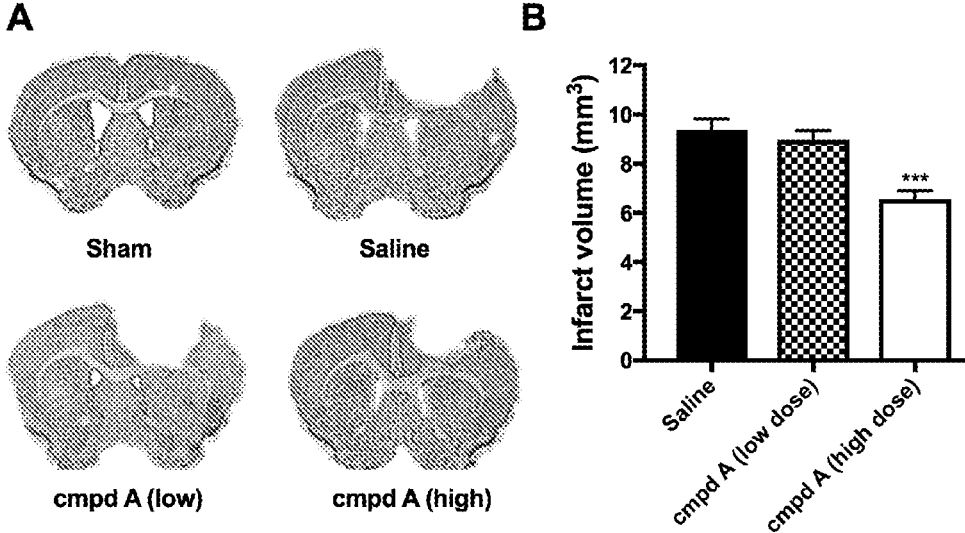 A
Sham
Saline
cmpd A (low)
cmpd A (high)
B
Infarct volume (mm³)
12
10
8
6
4
2
0
***
Saline
cmpd A (low dose)
cmpd A (high dose)